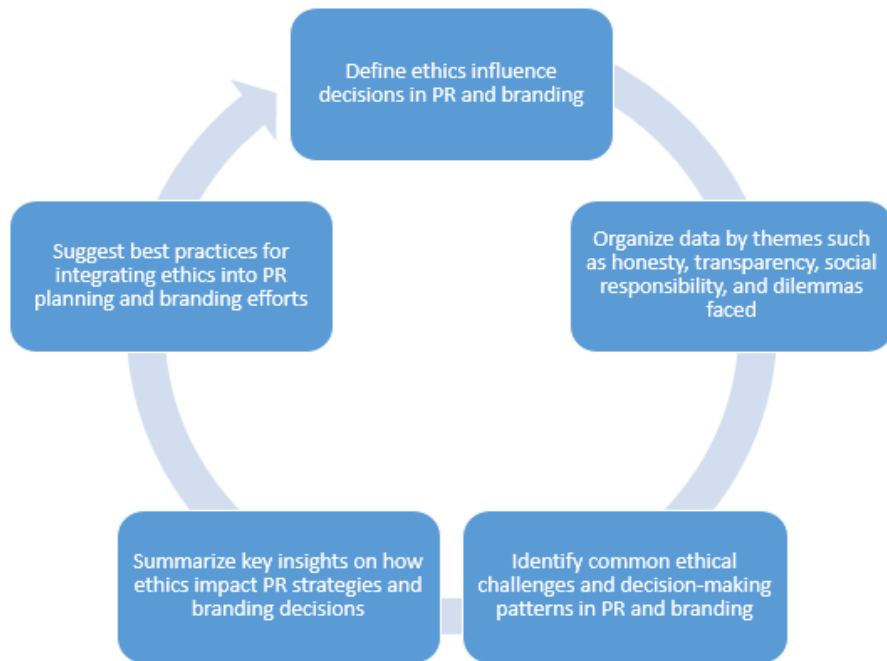 Define ethics influence
decisions in PR and branding
Organize data by themes such
as honesty, transparency, social
responsibility, and dilemmas
faced
Identify common ethical
challenges and decision-making
patterns in PR and branding
Summarize key insights on how
ethics impact PR strategies and
branding decisions
Suggest best practices for
integrating ethics into PR
planning and branding efforts